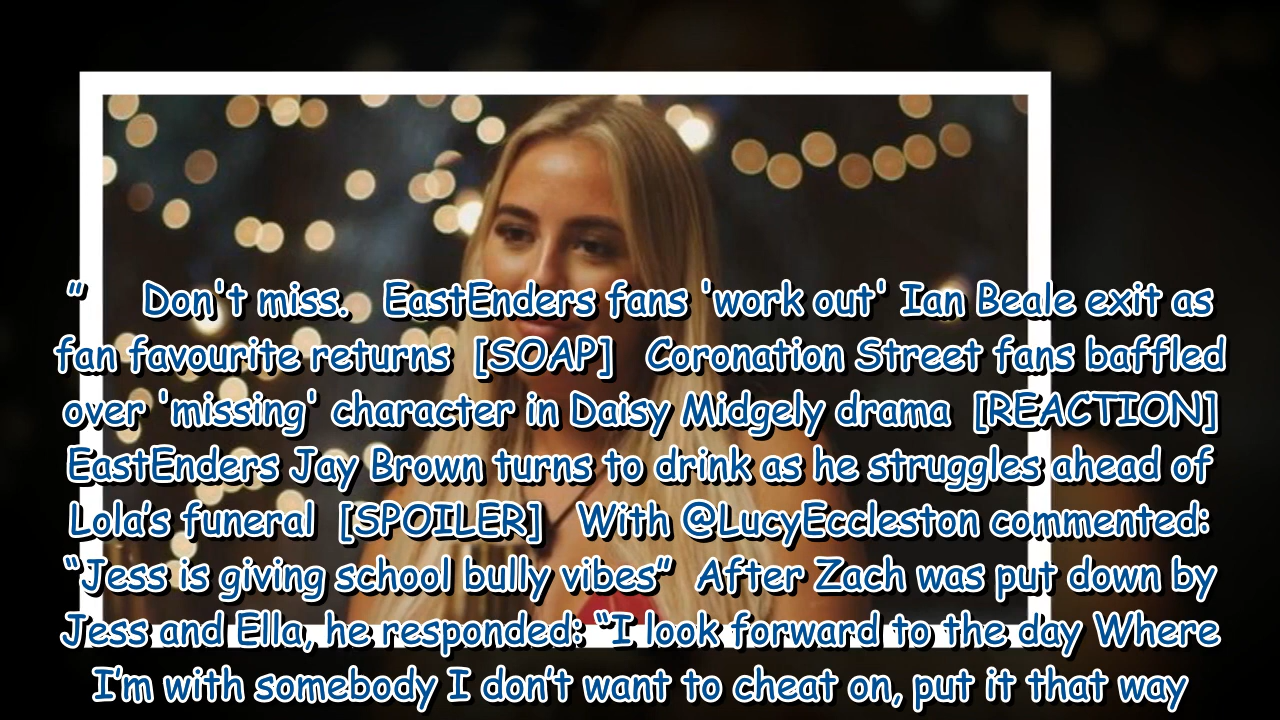 ”      Don't miss.   EastEnders fans 'work out' Ian Beale exit as
fan favourite returns  [SOAP]   Coronation Street fans baffled
over 'missing' character in Daisy Midgely drama  [REACTION]
EastEnders Jay Brown turns to drink as he struggles ahead of
Lola’s funeral  [SPOILER]   With @LucyEccleston commented:
“Jess is giving school bully vibes”  After Zach was put down by
Jess and Ella, he responded: “I look forward to the day Where
I’m with somebody I don’t want to cheat on, put it that way